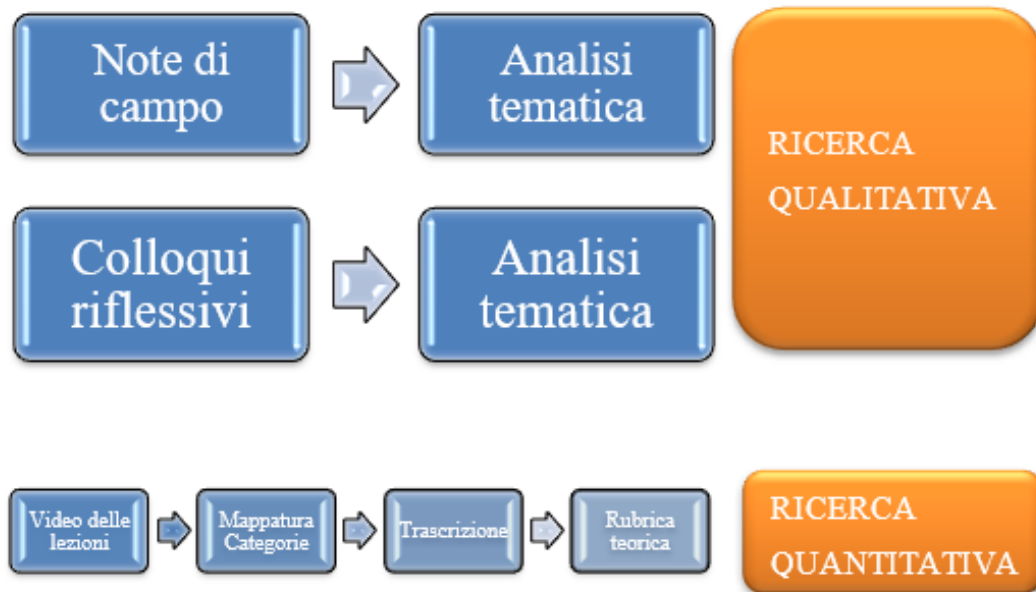 Note di
campo
Analisi
tematica
RICERCA
QUALITATIVA
Colloqui
riflessivi
Analisi
tematica
Video delle
lezioni
Mappatura
Categorie
Trascrizione
Rubrica
teorica
RICERCA
QUANTITATIVA